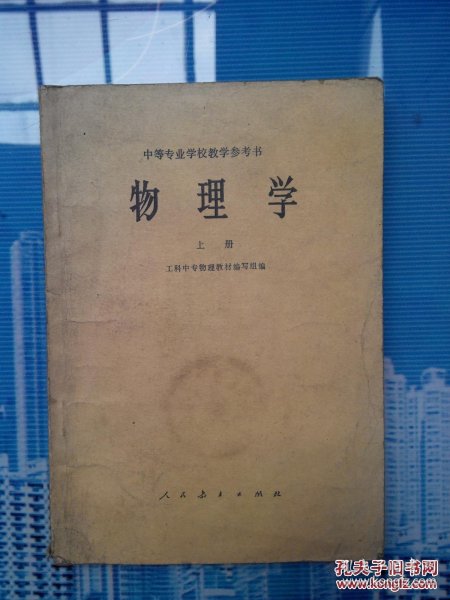 中等专业学校教学参考书
物理学
上册
工科中专物理教材编写组编
人民教育出版社
孔夫子旧书网
www.kongfz.com